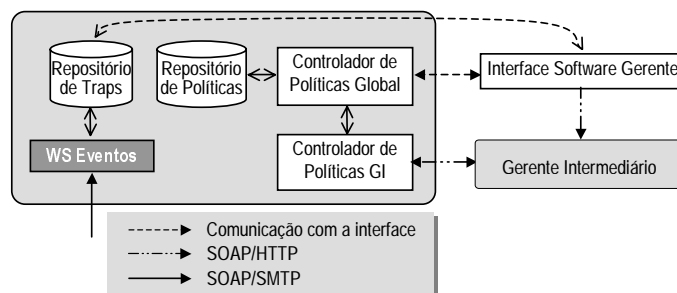 Repositório
de Traps
Repositório
de Políticas
Controlador de
Políticas Global
Interface Software Gerente
WS Eventos
Controlador de
Políticas GI
Gerente Intermediário
Comunicação com a interface
SOAP/HTTP
SOAP/SMTP